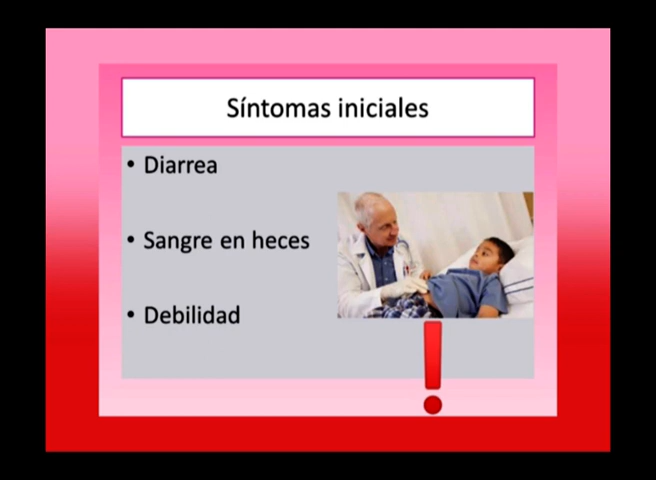 Síntomas iniciales
• Diarrea
• Sangre en heces
• Debilidad